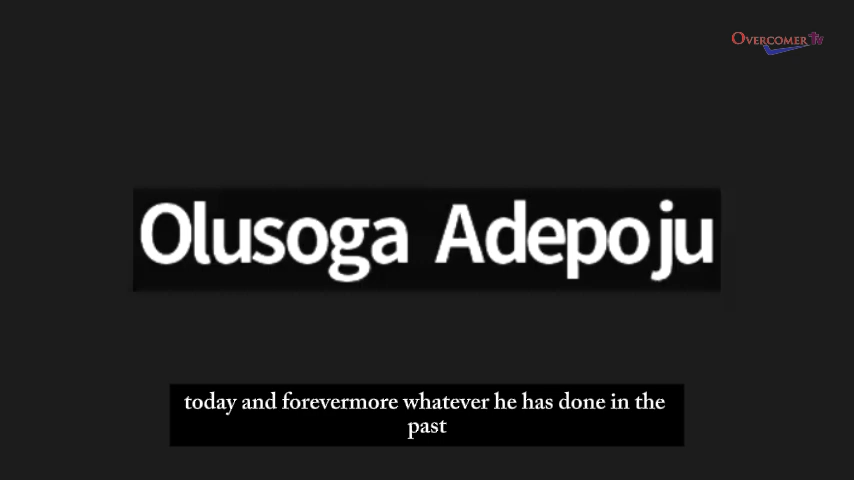 OVERCOMER TV
Olusoga Adepoju
today and forevermore whatever he has done in the
past